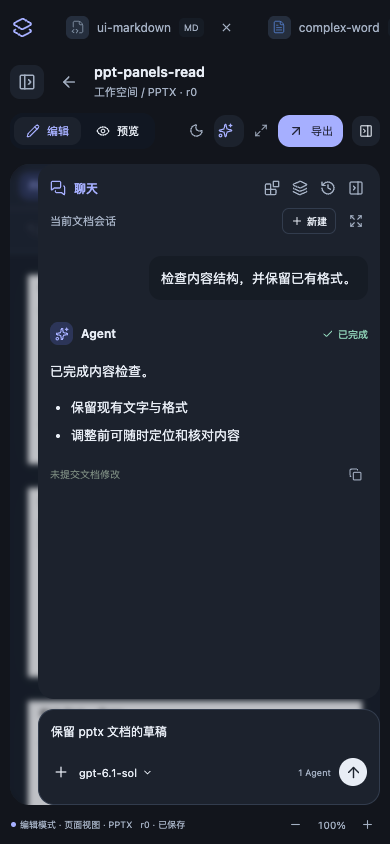 ui-markdown MD
complex-word
ppt-panels-read
工作空间 / PPTX · r0
编辑 预览 导出
聊天
当前文档会话
新建
检查内容结构，并保留已有格式。
Agent
已完成
已完成内容检查。
保留现有文字与格式
调整前可随时定位和核对内容
未提交文档修改
保留 pptx 文档的草稿
gpt-6.1-sol
1 Agent
编辑模式 · 页面视图 · PPTX r0 · 已保存
100%